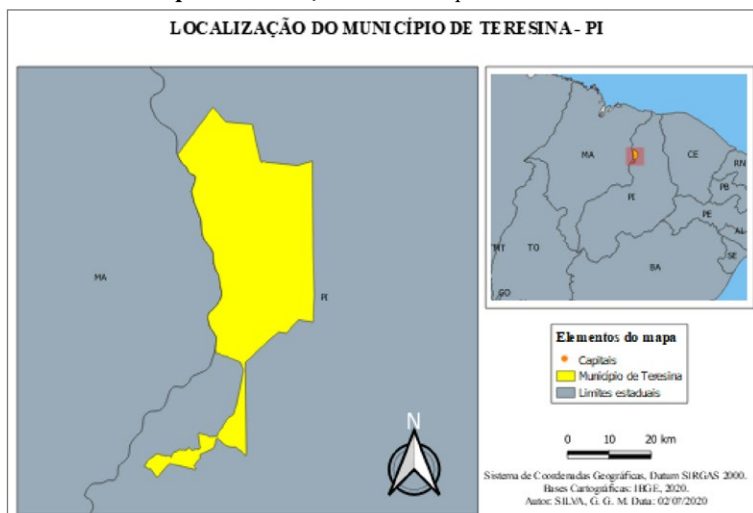 LOCALIZAÇÃO DO MUNICÍPIO DE TERESINA - PI
MA
PI
N
MA
CE
RN
PB
PI
PE
AL
SE
MT
TO
BA
GO
Elementos do mapa
Capitais
Município de Teresina
Limites estaduais
0 10 20 km
Sistema de Coordenadas Geográficas, Datum SIRGAS 2000.
Bases Cartográficas: IBGE, 2020.
Autor: SILVA, G. G. M. Data: 02/07/2020